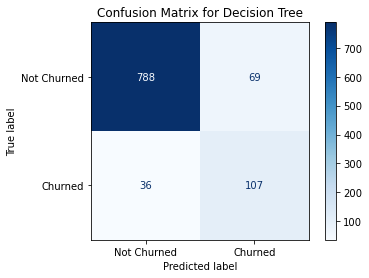 Confusion Matrix for Decision Tree
True label
Not Churned
788
69
Churned
36
107
Not Churned
Churned
Predicted label
700
600
500
400
300
200
100